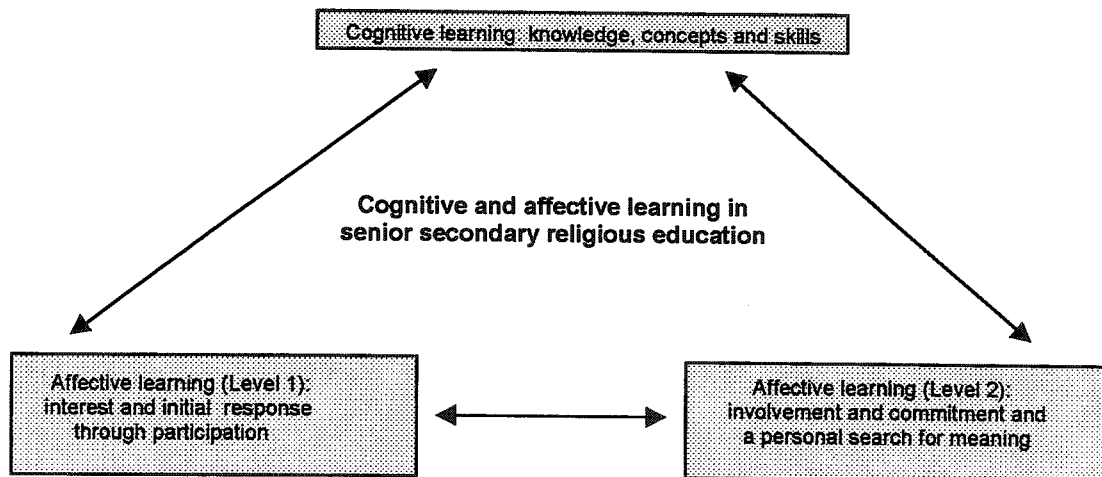 Cognitive learning: knowledge, concepts and skills
Cognitive and affective learning in
senior secondary religious education
Affective learning (Level 1):
interest and initial response
through participation
Affective learning (Level 2):
involvement and commitment and
a personal search for meaning